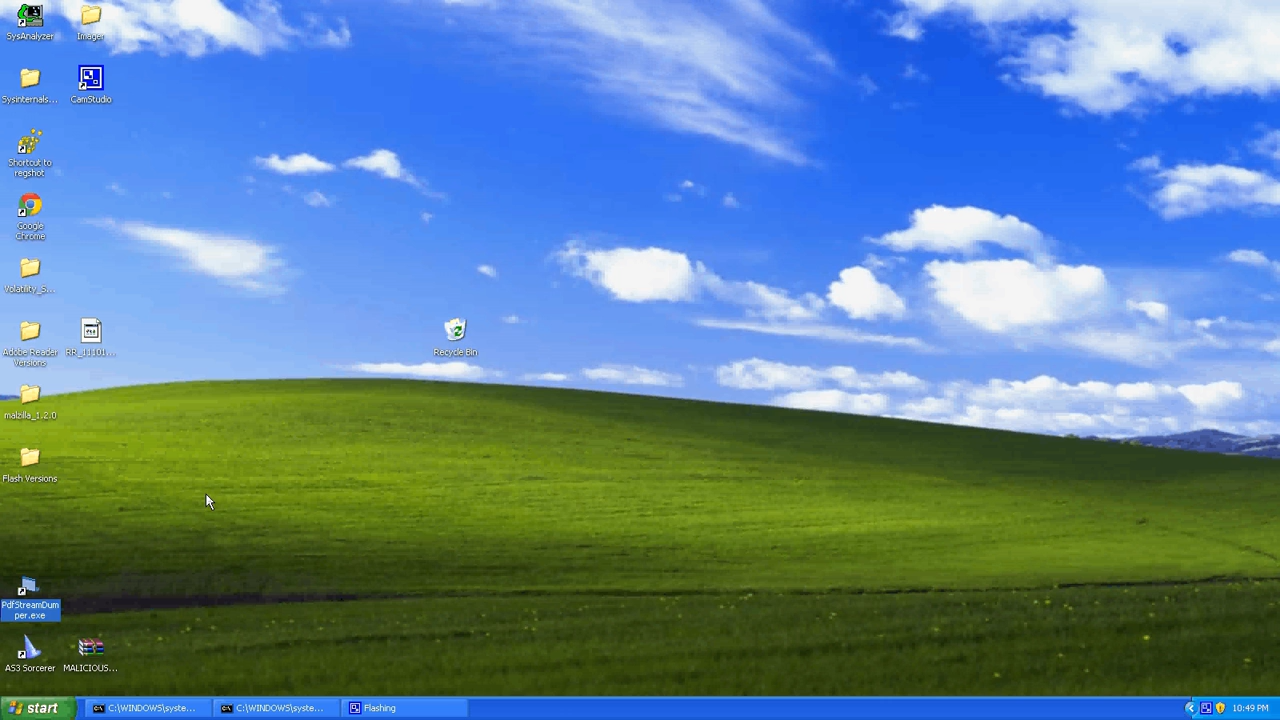 SysAnalyzer
Imager
Sysinternals...
CamStudio
Shortcut to
regshot
Google
Chrome
Volatility_S...
Adobe Reader
Versions
RR_11101...
Recycle Bin
malzilla_1.2.0
Flash Versions
PdfStreamDum
per.exe
AS3 Sorcerer
MALICIOUS...
start
C:\WINDOWS\syste...
C:\WINDOWS\syste...
Flashing
10:49 PM